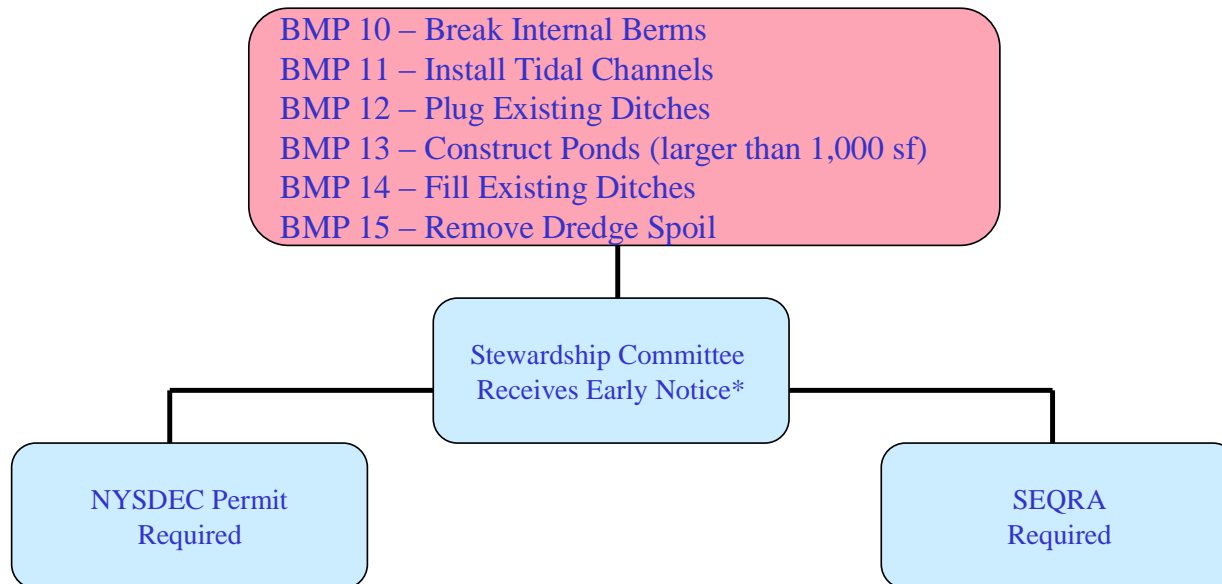 BMP 10 – Break Internal Berms
BMP 11 – Install Tidal Channels
BMP 12 – Plug Existing Ditches
BMP 13 – Construct Ponds (larger than 1,000 sf)
BMP 14 – Fill Existing Ditches
BMP 15 – Remove Dredge Spoil
Stewardship Committee
Receives Early Notice*
NYSDEC Permit
Required
SEQRA
Required